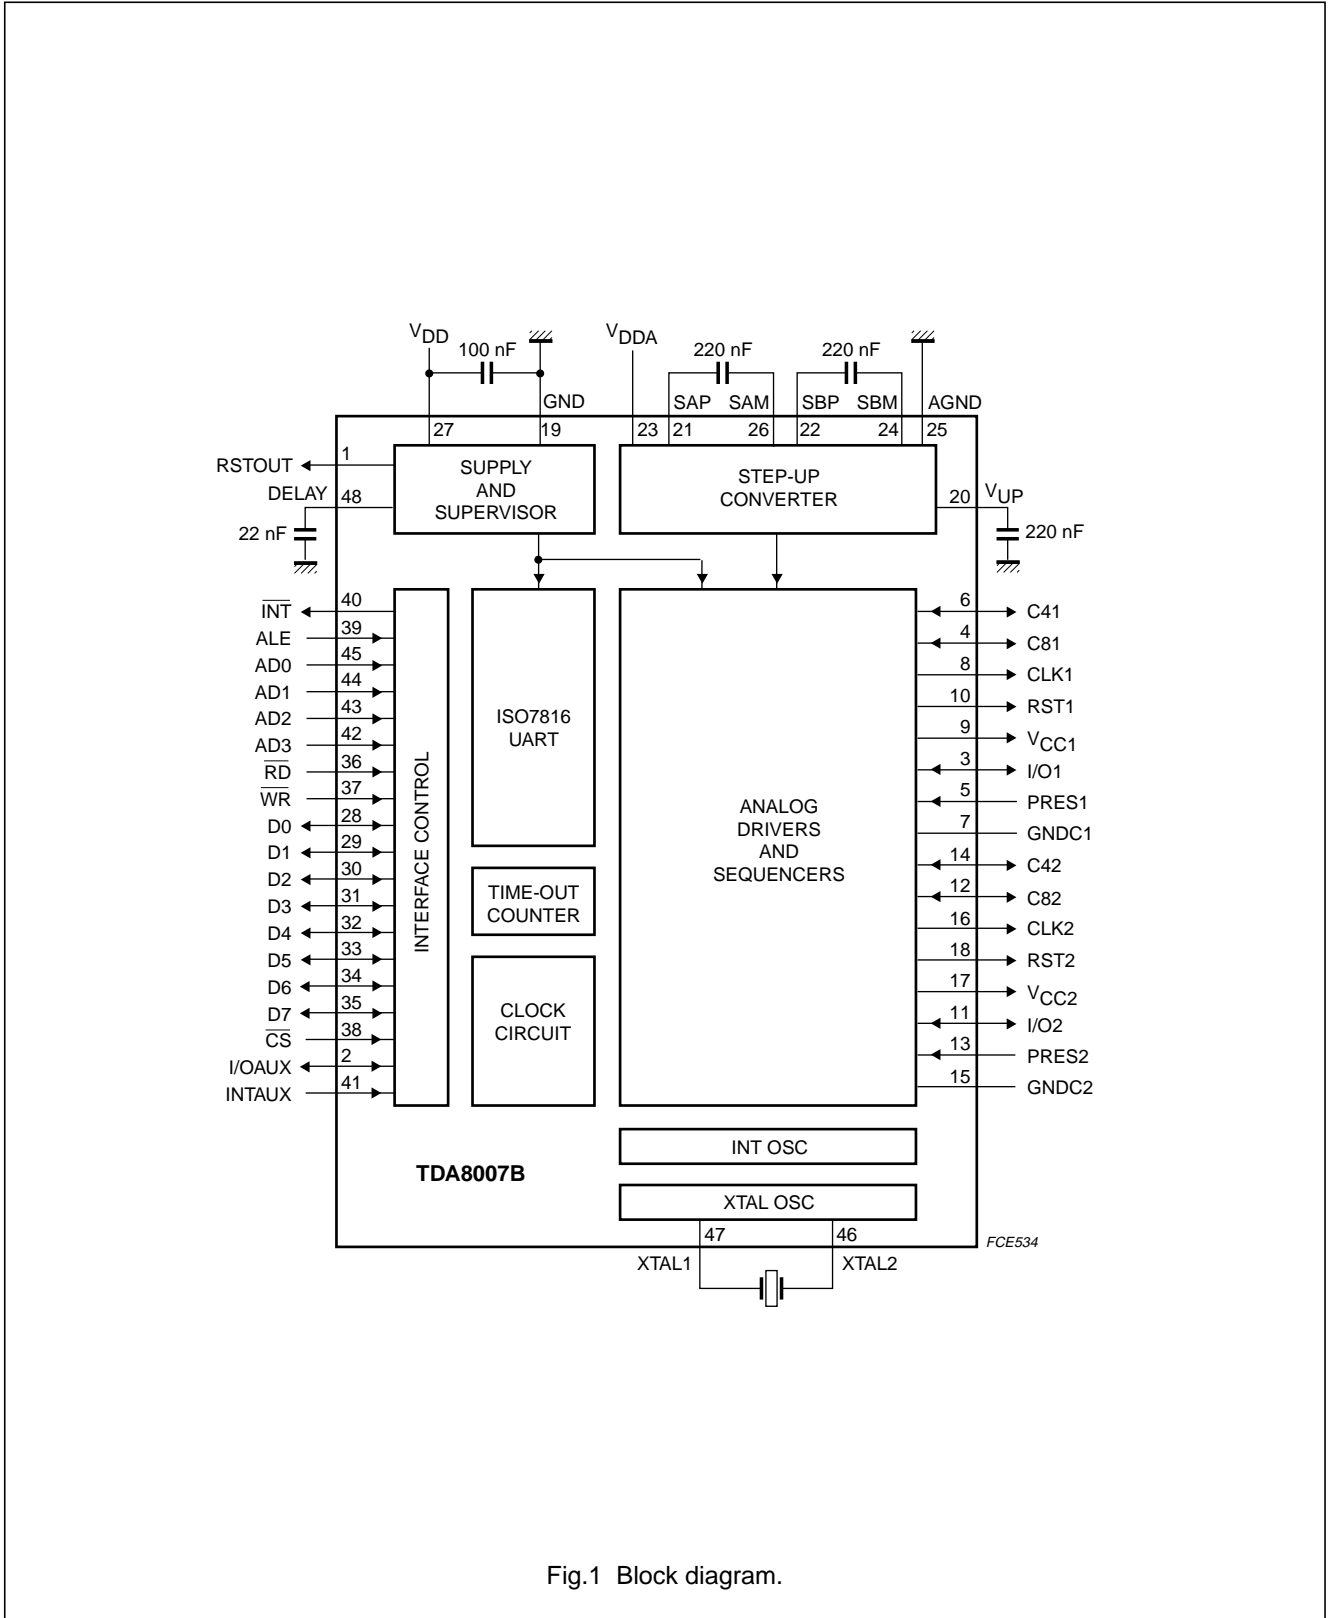 VDD
100 nF
VDDA
220 nF
220 nF
GND
SAP
SAM
SBP
SBM
AGND
27
19
23
21
26
22
24
25
RSTOUT
1
DELAY
48
22 nF
SUPPLY
AND
SUPERVISOR
STEP-UP
CONVERTER
20
VUP
220 nF
INT
40
ALE
39
AD0
45
AD1
44
AD2
43
AD3
42
RD
36
WR
37
D0
28
D1
29
D2
30
D3
31
D4
32
D5
33
D6
34
D7
35
CS
38
I/OAUX
2
INTAUX
41
INTERFACE CONTROL
ISO7816
UART
TIME-OUT
COUNTER
CLOCK
CIRCUIT
ANALOG
DRIVERS
AND
SEQUENCERS
6
C41
4
C81
8
CLK1
10
RST1
9
VCC1
3
I/O1
5
PRES1
7
GNDC1
14
C42
12
C82
16
CLK2
18
RST2
17
VCC2
11
I/O2
13
PRES2
15
GNDC2
INT OSC
TDA8007B
XTAL OSC
47
46
FCE534
XTAL1
XTAL2
Fig.1 Block diagram.